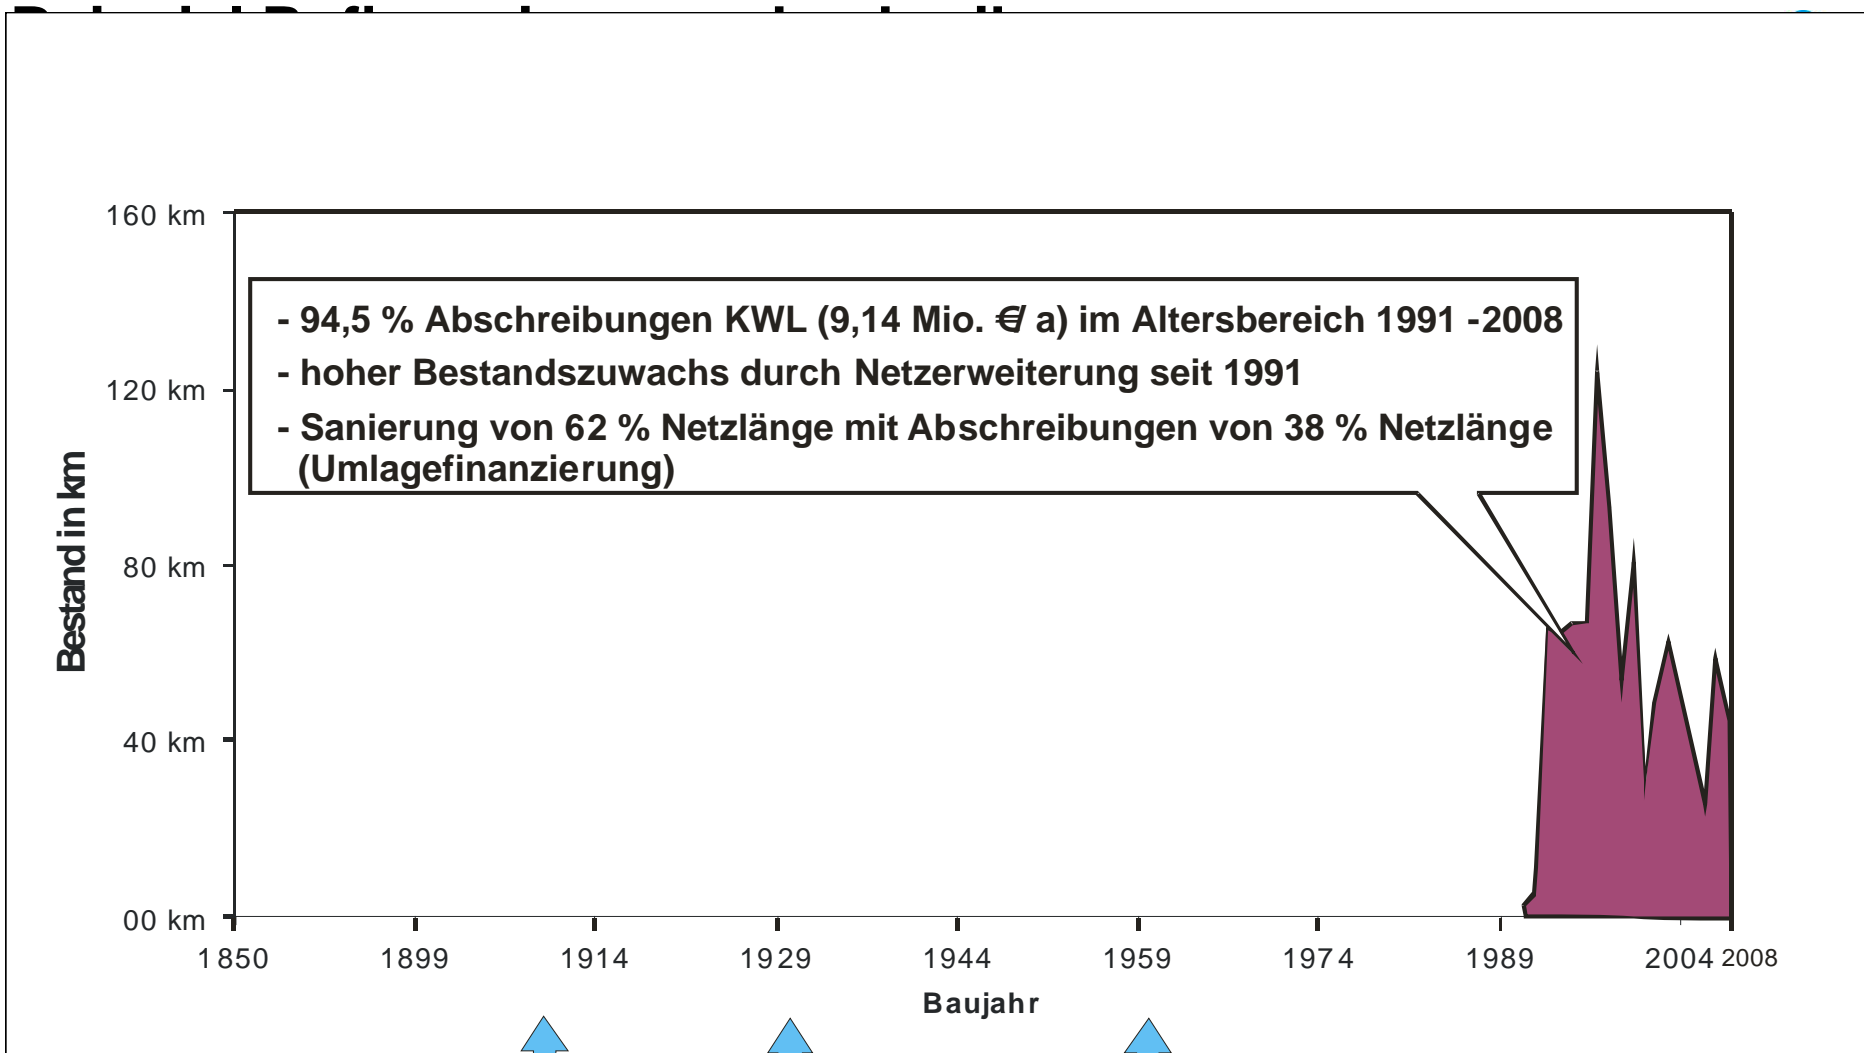 160 km
- 94,5 % Abschreibungen KWL (9,14 Mio. €/ a) im Altersbereich 1991 -2008
- hoher Bestandszuwachs durch Netzerweiterung seit 1991
- Sanierung von 62 % Netzlänge mit Abschreibungen von 38 % Netzlänge
(Umlagefinanzierung)
120 km
80 km
40 km
00 km
Bestand in km
1850 1899 1914 1929 1944 1959 1974 1989 2004 2008
Baujahr